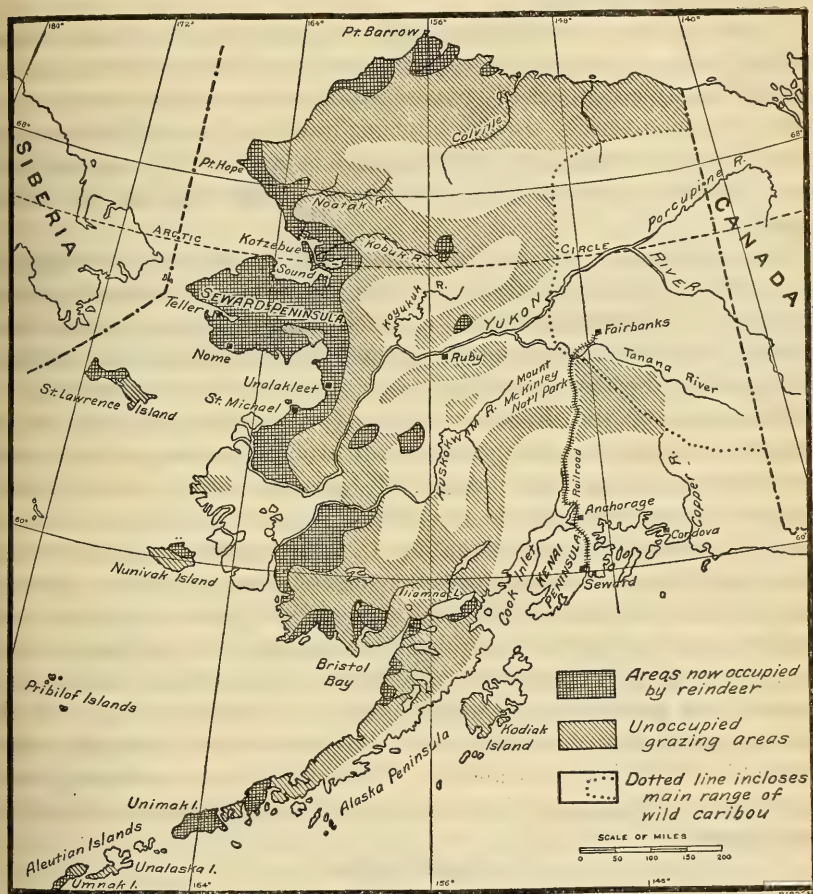 180°
172°
164°
156°
148°
140°
Pt. Barrow
68°
68°
SIBERIA
CANADA
Colville R.
Pt. Hope
Noatak R.
Porcupine R.
ARCTIC
CIRCLE
Kotzebue
Sound
Kobuk R.
SEWARD PENINSULA
Teller
Koyukuk R.
YUKON
RIVER
Fairbanks
Nome
Ruby
Tanana River
Unalakleet
Mount
McKinley
Nat'l Park
St. Lawrence
Island
St. Michael
KUSKOKWAM R.
Railroad
Copper R.
60°
60°
Anchorage
Cordova
Nunivak Island
Cook Inlet
KENAI
PENINSULA
Seward
Iliamna L.
Bristol
Bay
Pribilof Islands
Kodiak
Island
Alaska Peninsula
Unimak I.
Aleutian Islands
Unalaska I.
Umnak I.
Areas now occupied
by reindeer
Unoccupied
grazing areas
Dotted line incloses
main range of
wild caribou
SCALE OF MILES
0 50 100 150 200
164°
156°
148°